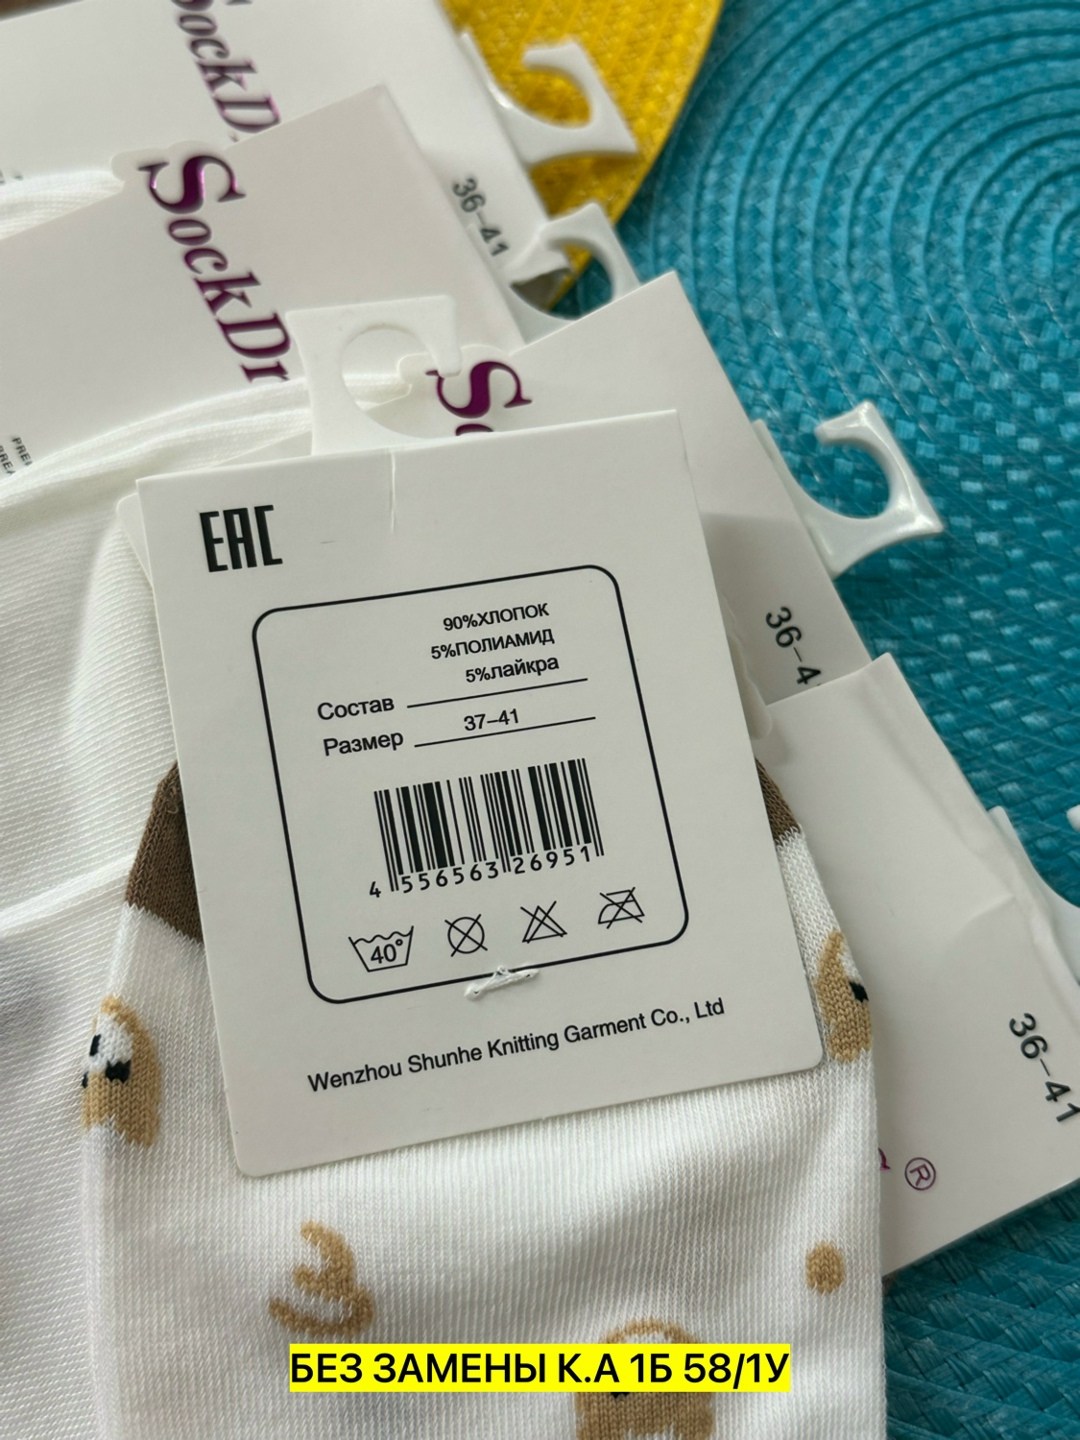 SockD
36-41
SockDr
S
EAC
90%ХЛОПОК
5%ПОЛИАМИД
5%лайкра
Состав
Размер 37-41
4 556563 26951
40°
Wenzhou Shunhe Knitting Garment Co., Ltd
36-4
36-41
®
БЕЗ ЗАМЕНЫ К.А 1Б 58/1У